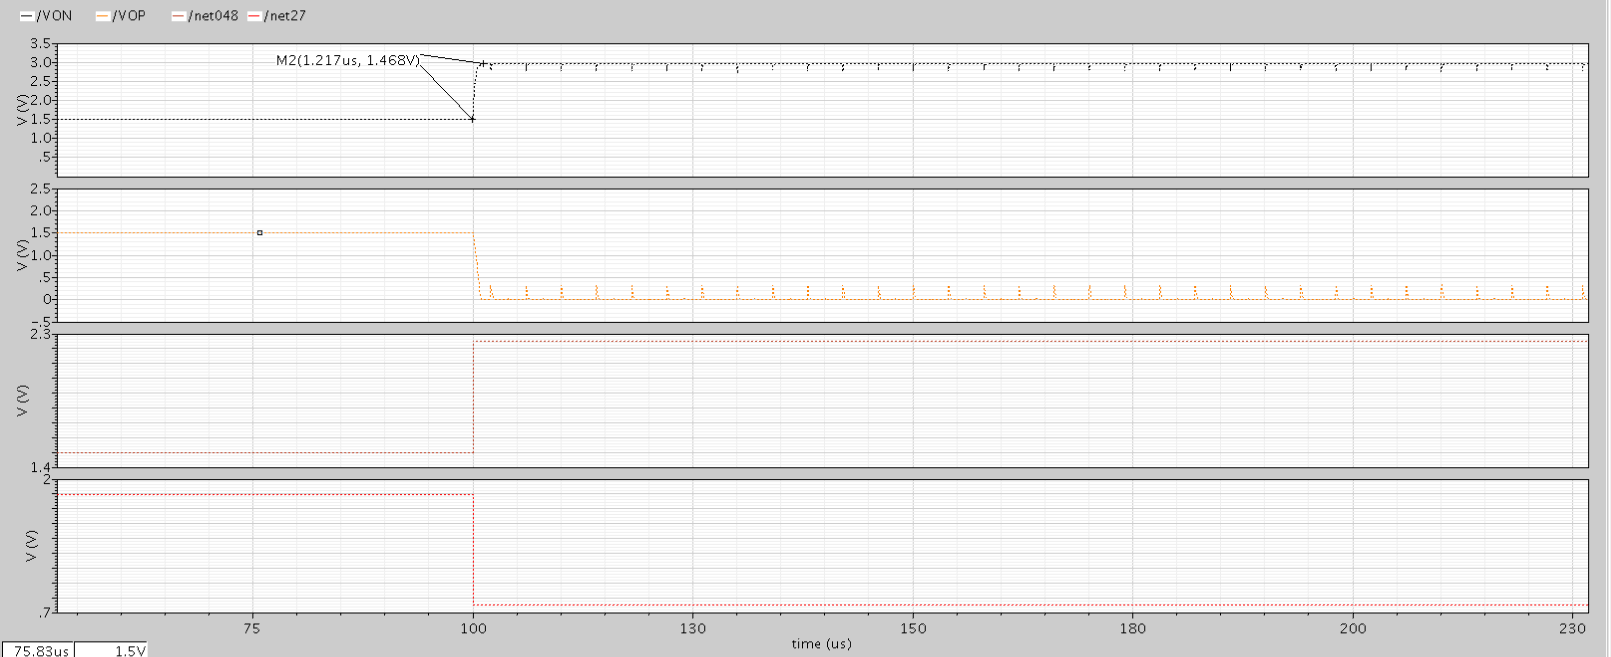 /VON /VOP /net048 /net27
3.5
M2(1.217us, 1.468V)
3.0
2.5
2.0
1.5
1.0
.5
V (V)
2.5
2.0
1.5
1.0
.5
0
-.5
V (V)
2.3
1.4
V (V)
2
.7
V (V)
75 100 130 150 180 200 230
time (us)
75.83us 1.5V